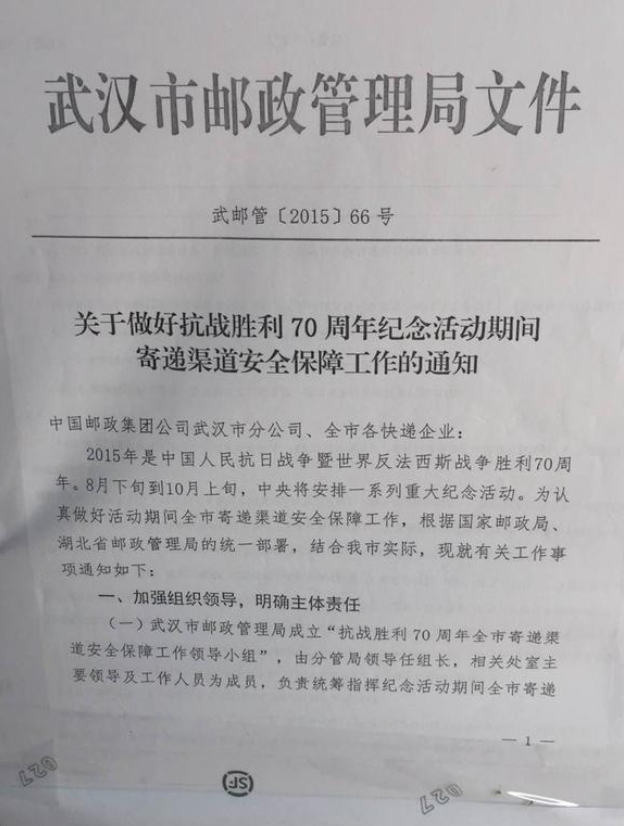 武汉市邮政管理局文件
武邮管〔2015〕66 号
关于做好抗战胜利 70 周年纪念活动期间
寄递渠道安全保障工作的通知
中国邮政集团公司武汉市分公司、全市各快递企业：
2015年是中国人民抗日战争暨世界反法西斯战争胜利70周
年。8月下旬到10月上旬，中央将安排一系列重大纪念活动。为认
真做好活动期间全市寄递渠道安全保障工作，根据国家邮政局、
湖北省邮政管理局的统一部署，结合我市实际，现就有关工作事
项通知如下：
一、加强组织领导，明确主体责任
（一）武汉市邮政管理局成立“抗战胜利 70 周年全市寄递渠
道安全保障工作领导小组”，由分管局领导任组长，相关处室主
要领导及工作人员为成员，负责统筹指挥纪念活动期间全市寄递
— 1 —
027
027